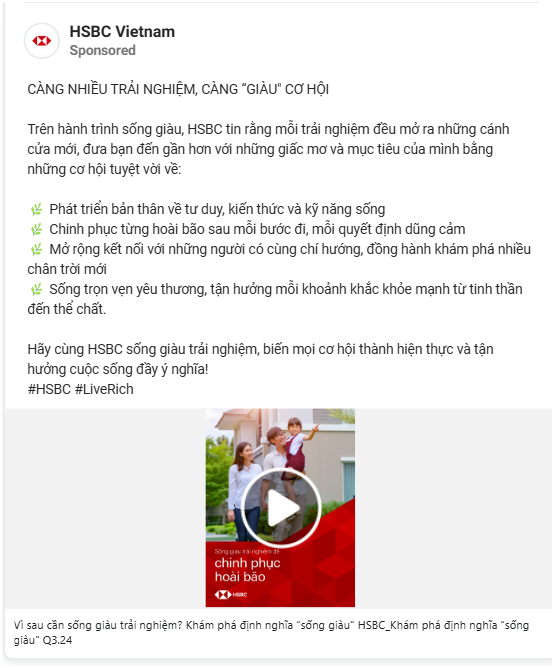 HSBC Vietnam
Sponsored
CÀNG NHIỀU TRẢI NGHIỆM, CÀNG “GIÀU" CƠ HỘI
Trên hành trình sống giàu, HSBC tin rằng mỗi trải nghiệm đều mở ra những cánh
cửa mới, đưa bạn đến gần hơn với những giấc mơ và mục tiêu của mình bằng
những cơ hội tuyệt vời về:
🌿 Phát triển bản thân về tư duy, kiến thức và kỹ năng sống
🌿 Chinh phục từng hoài bão sau mỗi bước đi, mỗi quyết định dũng cảm
🌿 Mở rộng kết nối với những người có cùng chí hướng, đồng hành khám phá nhiều
chân trời mới
🌿 Sống trọn vẹn yêu thương, tận hưởng mỗi khoảnh khắc khỏe mạnh từ tinh thần
đến thể chất.
Hãy cùng HSBC sống giàu trải nghiệm, biến mọi cơ hội thành hiện thực và tận
hưởng cuộc sống đầy ý nghĩa!
#HSBC #LiveRich
Sống giàu trải nghiệm để
chinh phục
hoài bão
HSBC
Vì sau cần sống giàu trải nghiệm? Khám phá định nghĩa “sống giàu" HSBC_Khám phá định nghĩa “sống
giàu" Q3.24